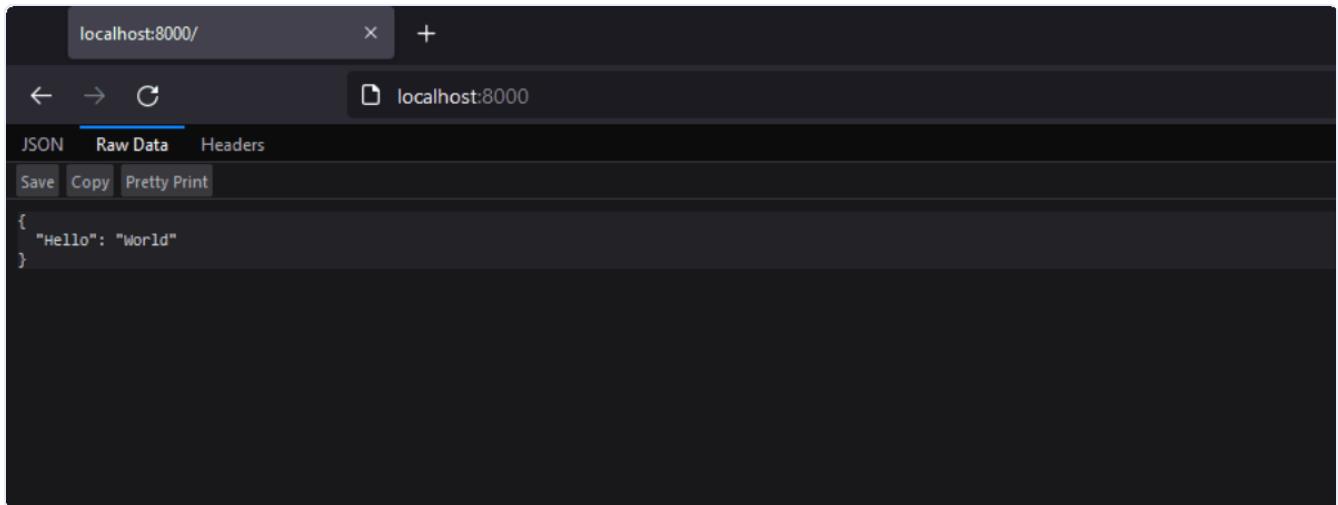 localhost:8000/
localhost:8000
JSON Raw Data Headers
Save Copy Pretty Print
{
"Hello": "World"
}